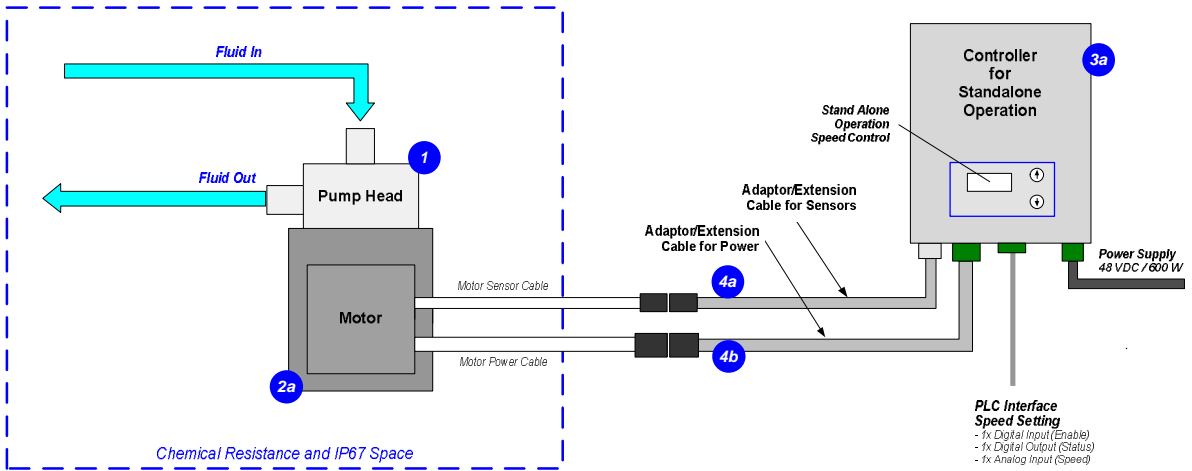 Fluid In
1
Fluid Out
Pump Head
Motor
2a
Motor Sensor Cable
Motor Power Cable
Chemical Resistance and IP67 Space
Adaptor/Extension
Cable for Sensors
Adaptor/Extension
Cable for Power
4a
4b
Stand Alone
Operation
Speed Control
Controller
for
Standalone
Operation
3a
Power Supply
48 VDC / 600 W
PLC Interface
Speed Setting
- 1x Digital Input (Enable)
- 1x Digital Output (Status)
- 1x Analog Input (Speed)